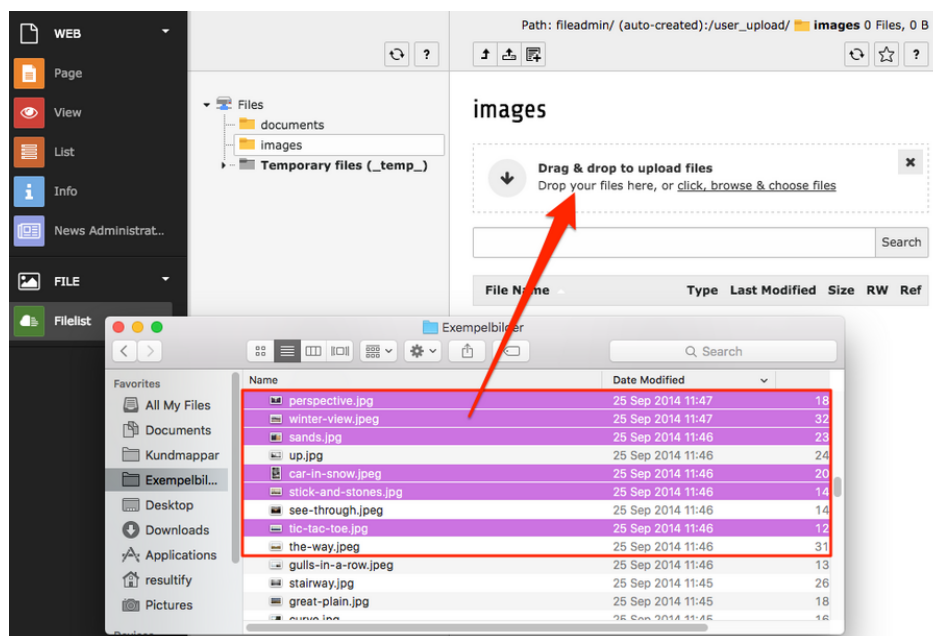 WEB
Page
View
List
Info
News Administrat...
FILE
Filelist
?
Files
documents
images
Temporary files (_temp_)
Path: fileadmin/ (auto-created):/user_upload/ images 0 Files, 0 B
?
images
Drag & drop to upload files
Drop your files here, or click, browse & choose files
Search
File Name Type Last Modified Size RW Ref
Exempelbilder
Search
Favorites
All My Files
Documents
Kundmappar
Exempelbil...
Desktop
Downloads
Applications
resultify
Pictures
Devices
Name Date Modified
perspective.jpg 25 Sep 2014 11:47 18
winter-view.jpeg 25 Sep 2014 11:47 32
sands.jpg 25 Sep 2014 11:46 23
up.jpg 25 Sep 2014 11:46 24
car-in-snow.jpeg 25 Sep 2014 11:46 20
stick-and-stones.jpg 25 Sep 2014 11:46 14
see-through.jpeg 25 Sep 2014 11:46 14
tic-tac-toe.jpg 25 Sep 2014 11:46 12
the-way.jpeg 25 Sep 2014 11:46 31
gulls-in-a-row.jpeg 25 Sep 2014 11:46 13
stairway.jpg 25 Sep 2014 11:45 26
great-plain.jpg 25 Sep 2014 11:45 18
curve.jpg 25 Sep 2014 11:45 16